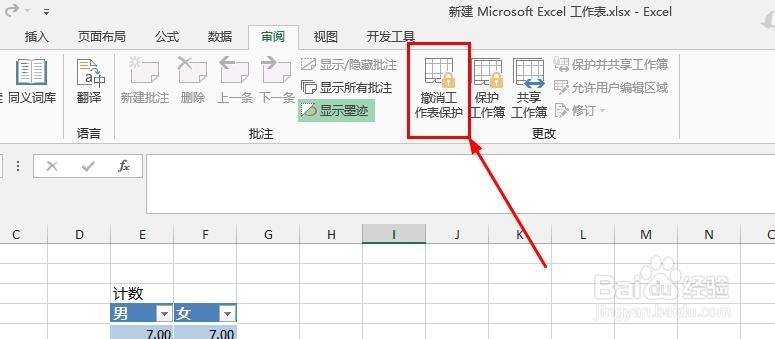 新建 Microsoft Excel 工作表.xlsx - Excel
插入 页面布局 公式 数据 审阅 视图 开发工具
同义词库
翻译
新建批注 删除 上一条 下一条
显示/隐藏批注
显示所有批注
显示墨迹
撤消工
作表保护
保护
工作簿
共享
工作簿
保护并共享工作簿
允许用户编辑区域
修订
语言 批注 更改
fx
C D E F G H I J K L M N
计数
男 女
7.00 7.00
Baidu经验
jingyan.baidu.com